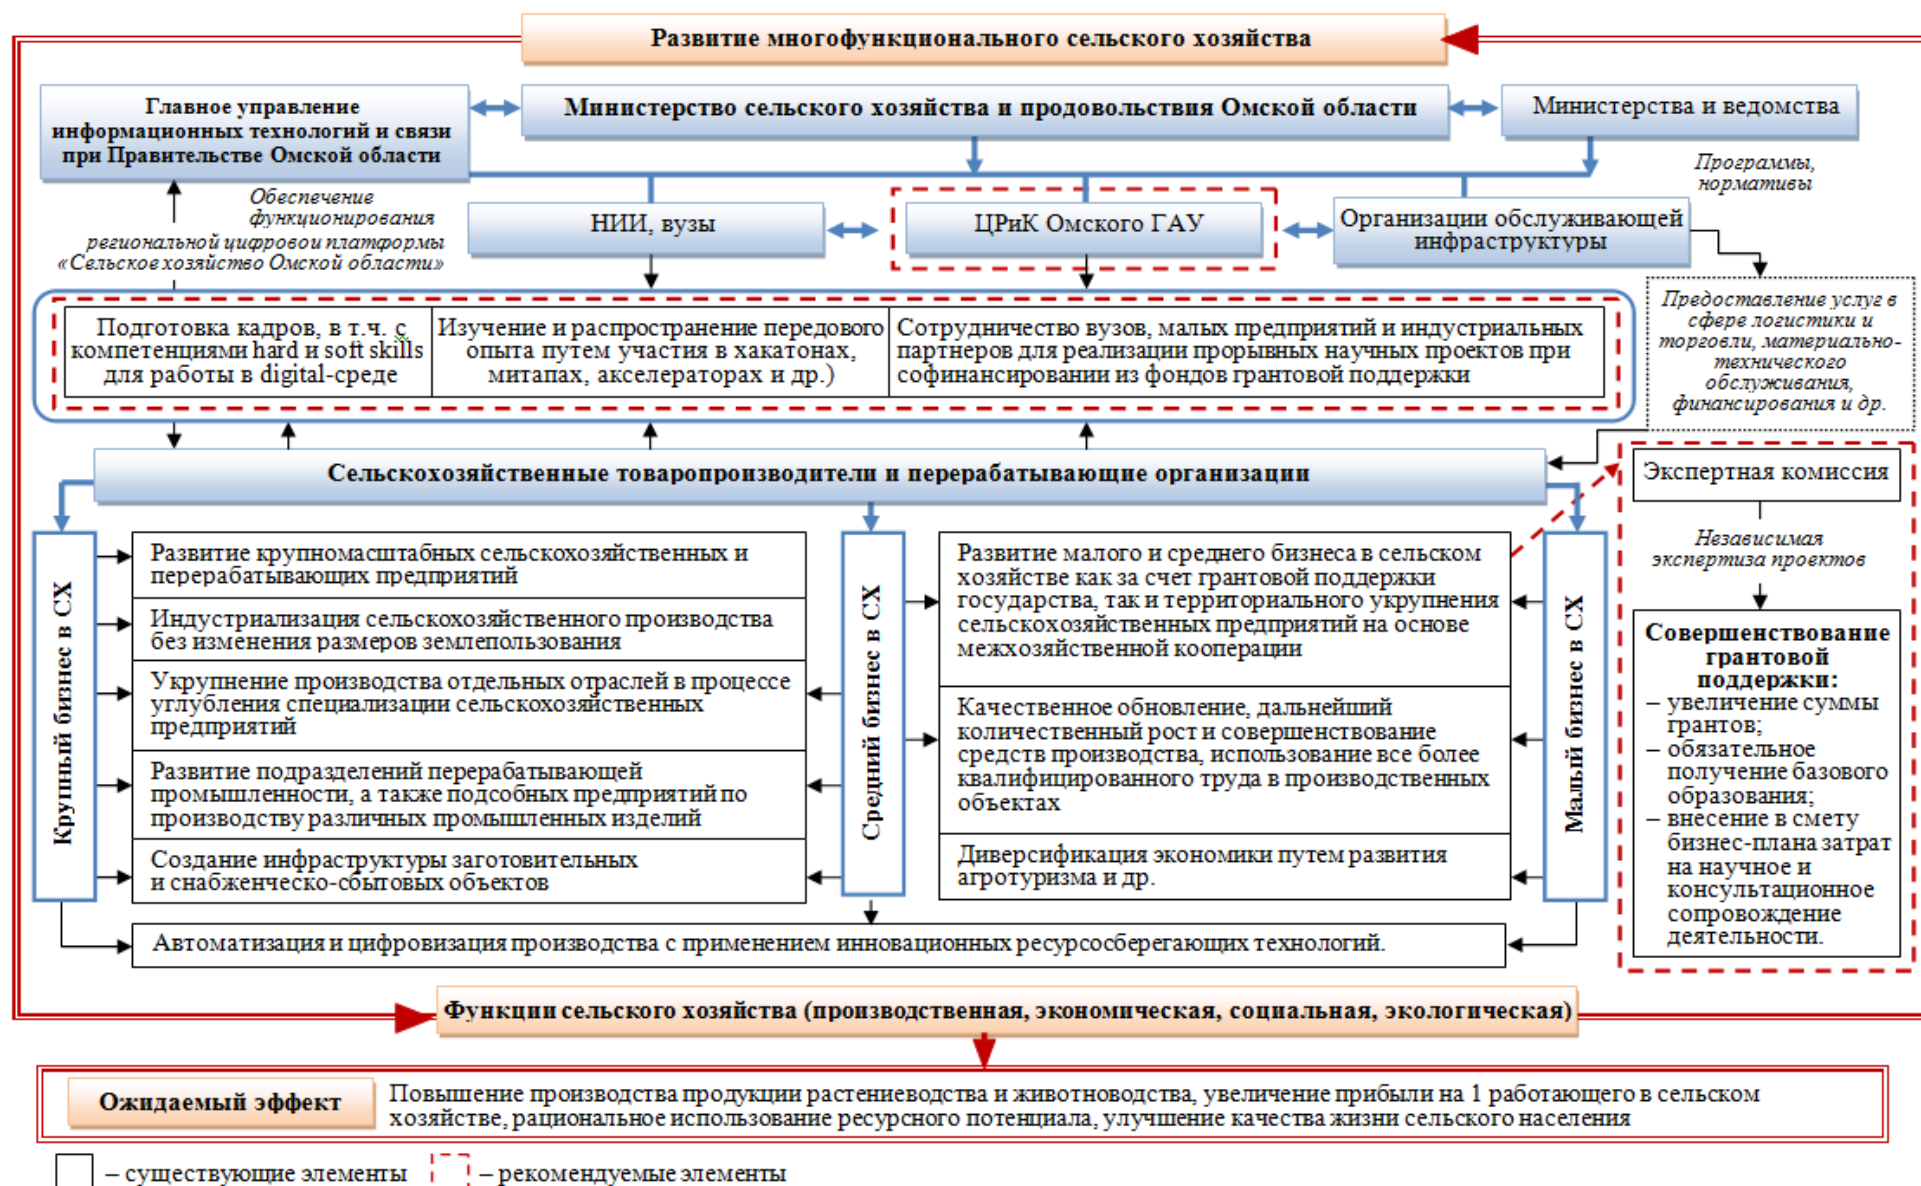 Развитие многофункционального сельского хозяйства
Главное управление
информационных технологий и связи
при Правительстве Омской области
Министерство сельского хозяйства и продовольствия Омской области
Министерства и ведомства
Программы,
нормативы
Обеспечение
функционирования
региональной цифровой платформы
«Сельское хозяйство Омской области»
НИИ, вузы
ЦРиК Омского ГАУ
Организации обслуживающей
инфраструктуры
Предоставление услуг в
сфере логистики и
торговли, материально-
технического
обслуживания,
финансирования и др.
Подготовка кадров, в т.ч. с
компетенциями hard и soft skills
для работы в digital-среде
Изучение и распространение передового
опыта путем участия в хакатонах,
митапах, акселераторах и др.)
Сотрудничество вузов, малых предприятий и индустриальных
партнеров для реализации прорывных научных проектов при
софинансировании из фондов грантовой поддержки
Сельскохозяйственные товаропроизводители и перерабатывающие организации
Экспертная комиссия
Независимая
экспертиза проектов
Совершенствование
грантовой
поддержки:
– увеличение суммы
грантов;
– обязательное
получение базового
образования;
– внесение в смету
бизнес-плана затрат
на научное и
консультационное
сопровождение
деятельности.
Крупный бизнес в СХ
Развитие крупномасштабных сельскохозяйственных и
перерабатывающих предприятий
Индустриализация сельскохозяйственного производства
без изменения размеров землепользования
Укрупнение производства отдельных отраслей в процессе
углубления специализации сельскохозяйственных
предприятий
Развитие подразделений перерабатывающей
промышленности, а также подсобных предприятий по
производству различных промышленных изделий
Создание инфраструктуры заготовительных
и снабженческо-сбытовых объектов
Средний бизнес в СХ
Развитие малого и среднего бизнеса в сельском
хозяйстве как за счет грантовой поддержки
государства, так и территориального укрупнения
сельскохозяйственных предприятий на основе
межхозяйственной кооперации
Качественное обновление, дальнейший
количественный рост и совершенствование
средств производства, использование все более
квалифицированного труда в производственных
объектах
Диверсификация экономики путем развития
агротуризма и др.
Малый бизнес в СХ
Автоматизация и цифровизация производства с применением инновационных ресурсосберегающих технологий.
Функции сельского хозяйства (производственная, экономическая, социальная, экологическая)
Ожидаемый эффект
Повышение производства продукции растениеводства и животноводства, увеличение прибыли на 1 работающего в сельском
хозяйстве, рациональное использование ресурсного потенциала, улучшение качества жизни сельского населения
– существующие элементы
– рекомендуемые элементы